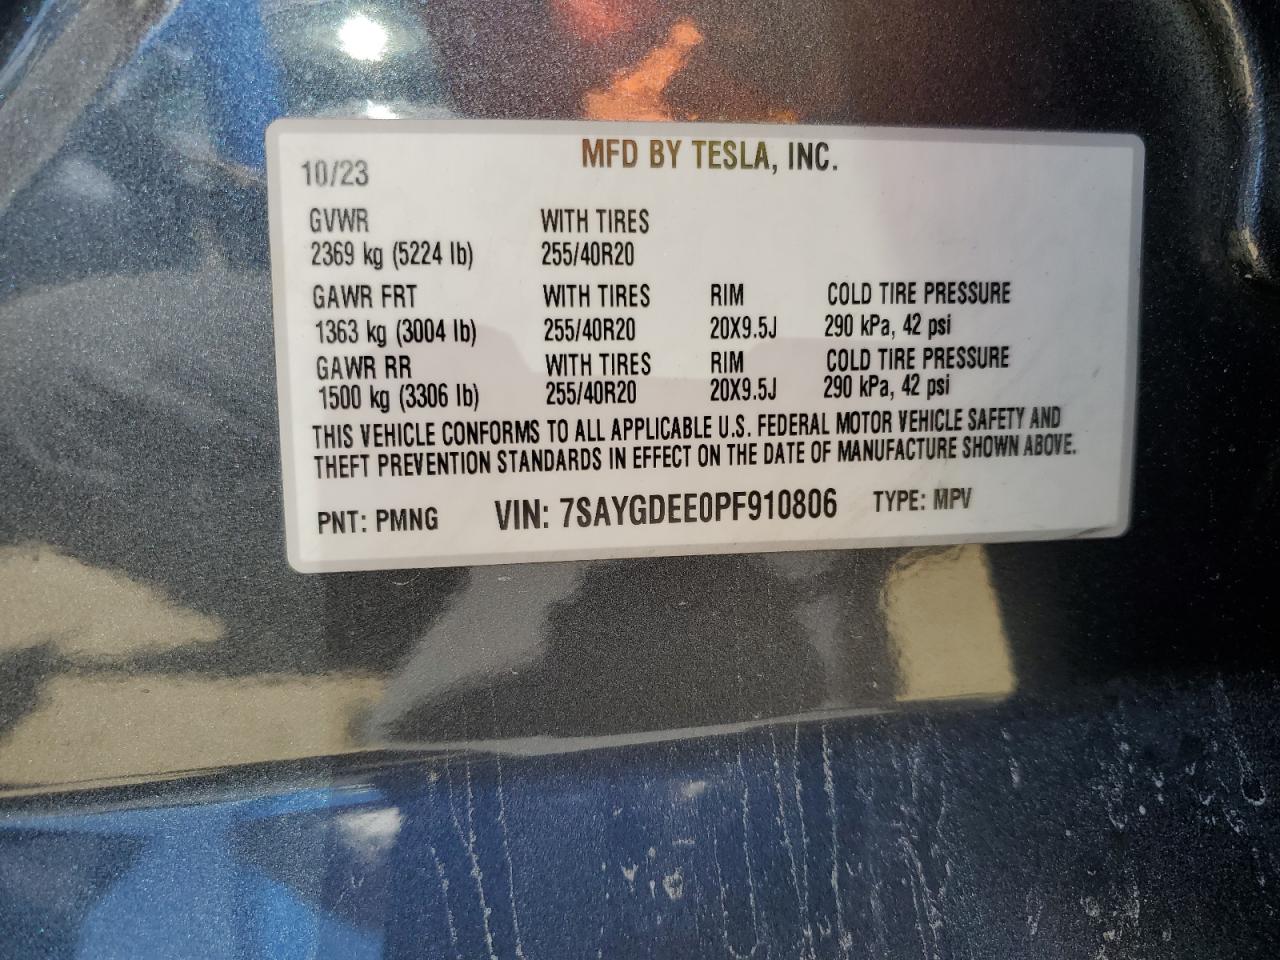 MFD BY TESLA, INC.
10/23
GVWR WITH TIRES
2369 kg (5224 lb) 255/40R20
GAWR FRT WITH TIRES RIM COLD TIRE PRESSURE
1363 kg (3004 lb) 255/40R20 20X9.5J 290 kPa, 42 psi
GAWR RR WITH TIRES RIM COLD TIRE PRESSURE
1500 kg (3306 lb) 255/40R20 20X9.5J 290 kPa, 42 psi
THIS VEHICLE CONFORMS TO ALL APPLICABLE U.S. FEDERAL MOTOR VEHICLE SAFETY AND
THEFT PREVENTION STANDARDS IN EFFECT ON THE DATE OF MANUFACTURE SHOWN ABOVE.
PNT: PMNG VIN: 7SAYGDEE0PF910806 TYPE: MPV